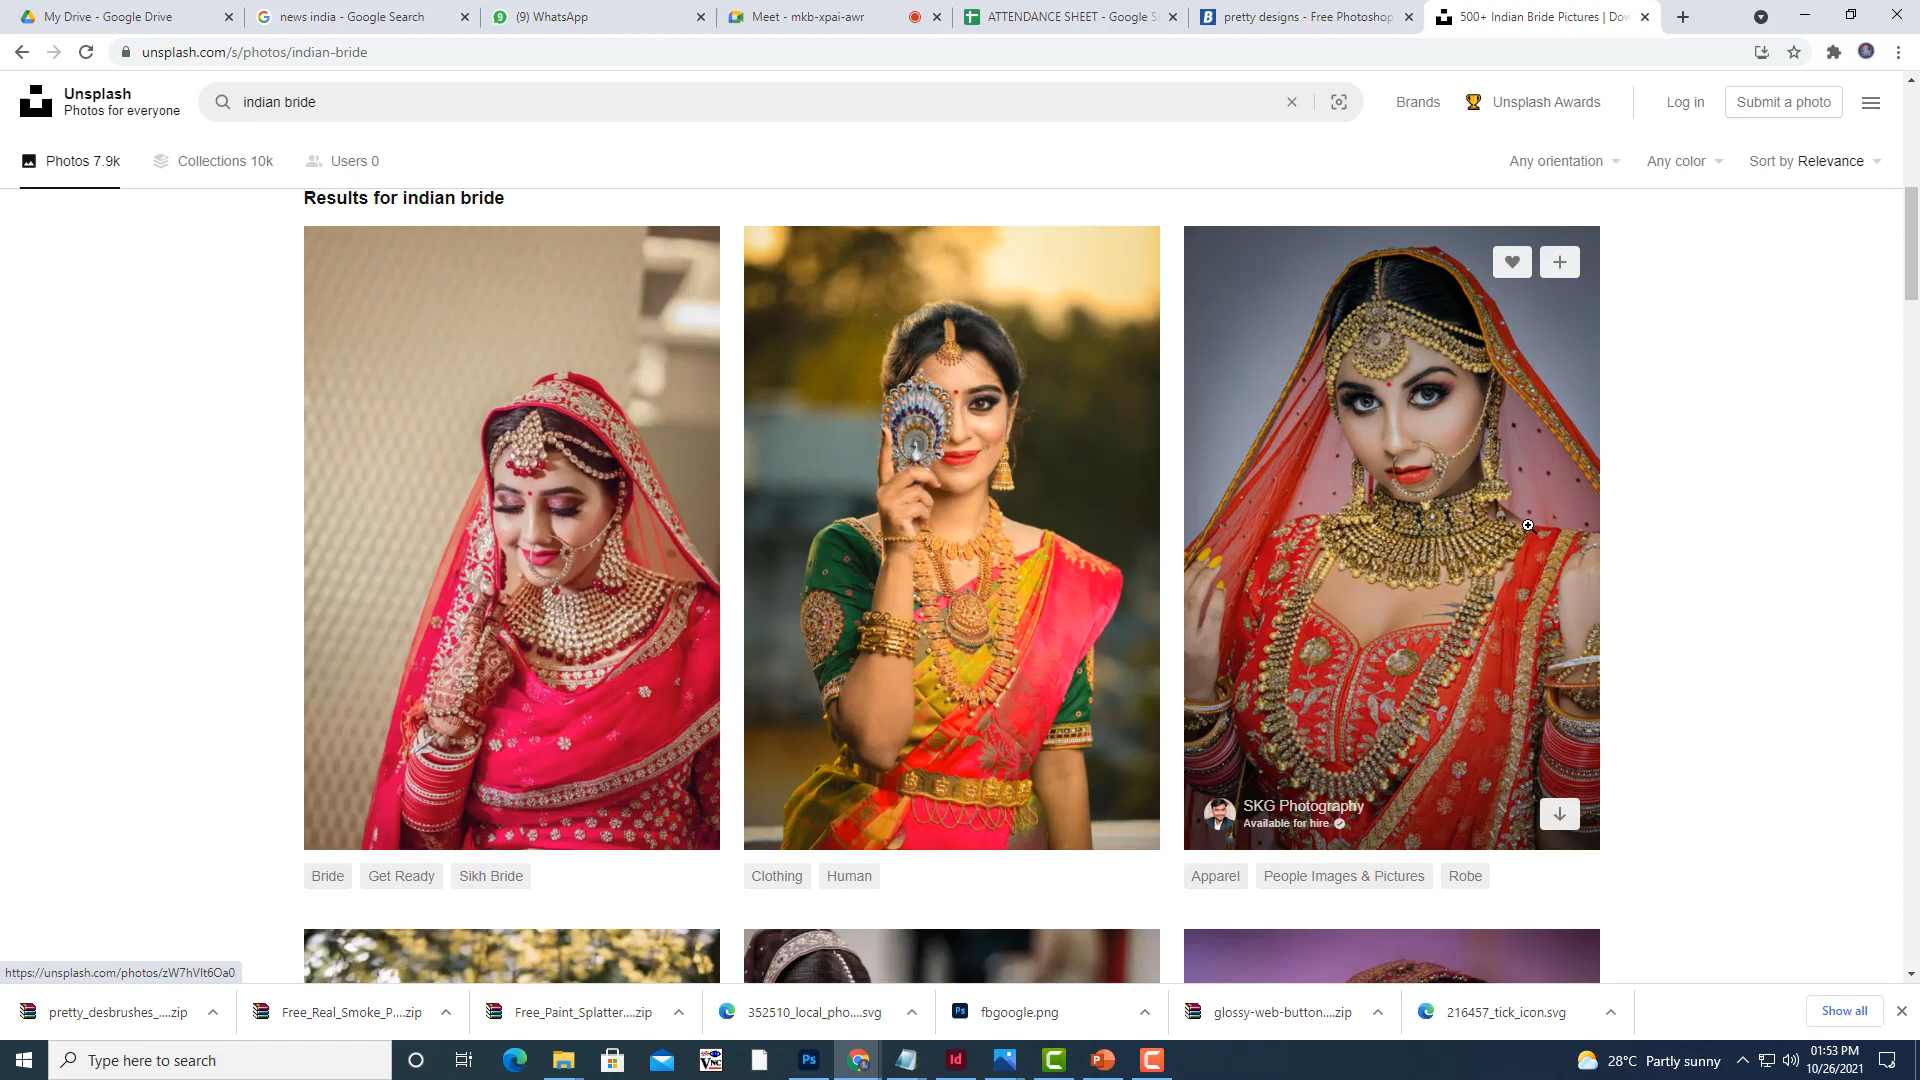 My Drive - Google Drive
news india - Google Search
(9) WhatsApp
Meet - mkb-xpai-awr
ATTENDANCE SHEET - Google S
pretty designs - Free Photoshop
500+ Indian Bride Pictures | Dow
unsplash.com/s/photos/indian-bride
Unsplash
Photos for everyone
indian bride
Brands
Unsplash Awards
Log in
Submit a photo
Photos 7.9k
Collections 10k
Users 0
Any orientation
Any color
Sort by Relevance
Results for indian bride
SKG Photography
Available for hire
Bride
Get Ready
Sikh Bride
Clothing
Human
Apparel
People Images & Pictures
Robe
https://unsplash.com/photos/zW7hVlt6Oa0
pretty_desbrushes_....zip
Free_Real_Smoke_P....zip
Free_Paint_Splatter....zip
352510_local_pho....svg
fbgoogle.png
glossy-web-button....zip
216457_tick_icon.svg
Show all
Type here to search
28°C Partly sunny
01:53 PM
10/26/2021